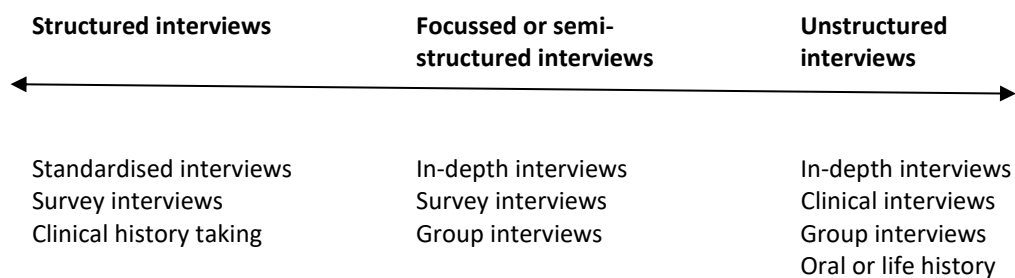 Structured interviews
Focussed or semi-
structured interviews
Unstructured
interviews
Standardised interviews
Survey interviews
Clinical history taking
In-depth interviews
Survey interviews
Group interviews
In-depth interviews
Clinical interviews
Group interviews
Oral or life history